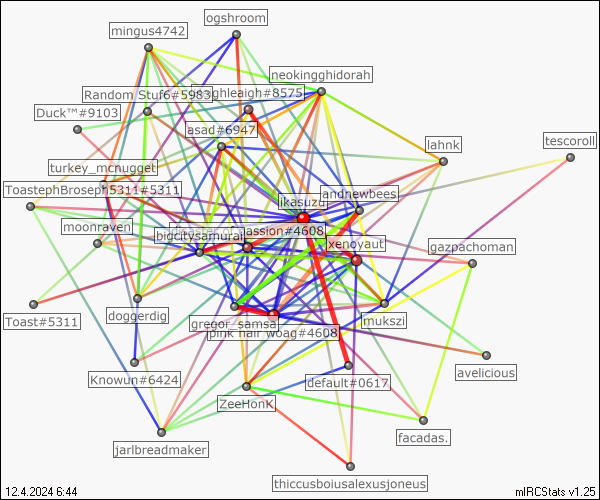 ogshroom
mingus4742
neokingghidorah
Random Stuf6#5983
ghleaigh#8575
Duck™#9103
asad#6947
lahnk
tescoroll
turkey_mcnugget
ToastephBroseph5311#5311
andnewbees
likasuzu
moonraven
bigcitysamurai
assion#4608
xenoyaut
gazpachoman
Toast#5311
doggerdig
gregor_samsa
pink hair woag#4608
mukszi
Knowun#6424
default#0617
avelicious
ZeeHonK
jarlbreadmaker
facadas.
thiccusboiusalexusjoneus
12.4.2024 6:44
mIRCStats v1.25